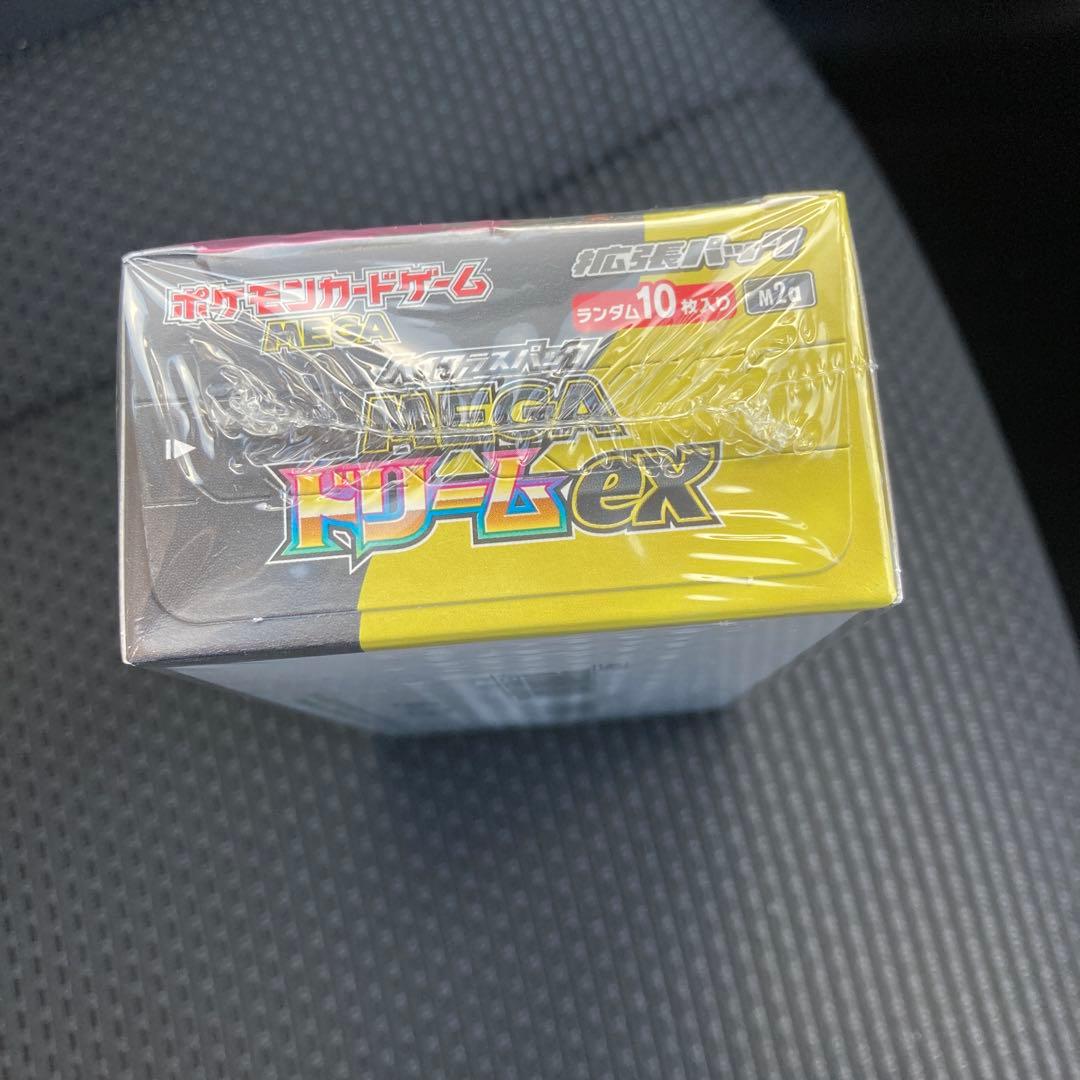 ポケモンカードゲーム
MEGA
拡張パック
ランダム10枚入り
M2a
ハイクラスパック
MEGA
ドリームex